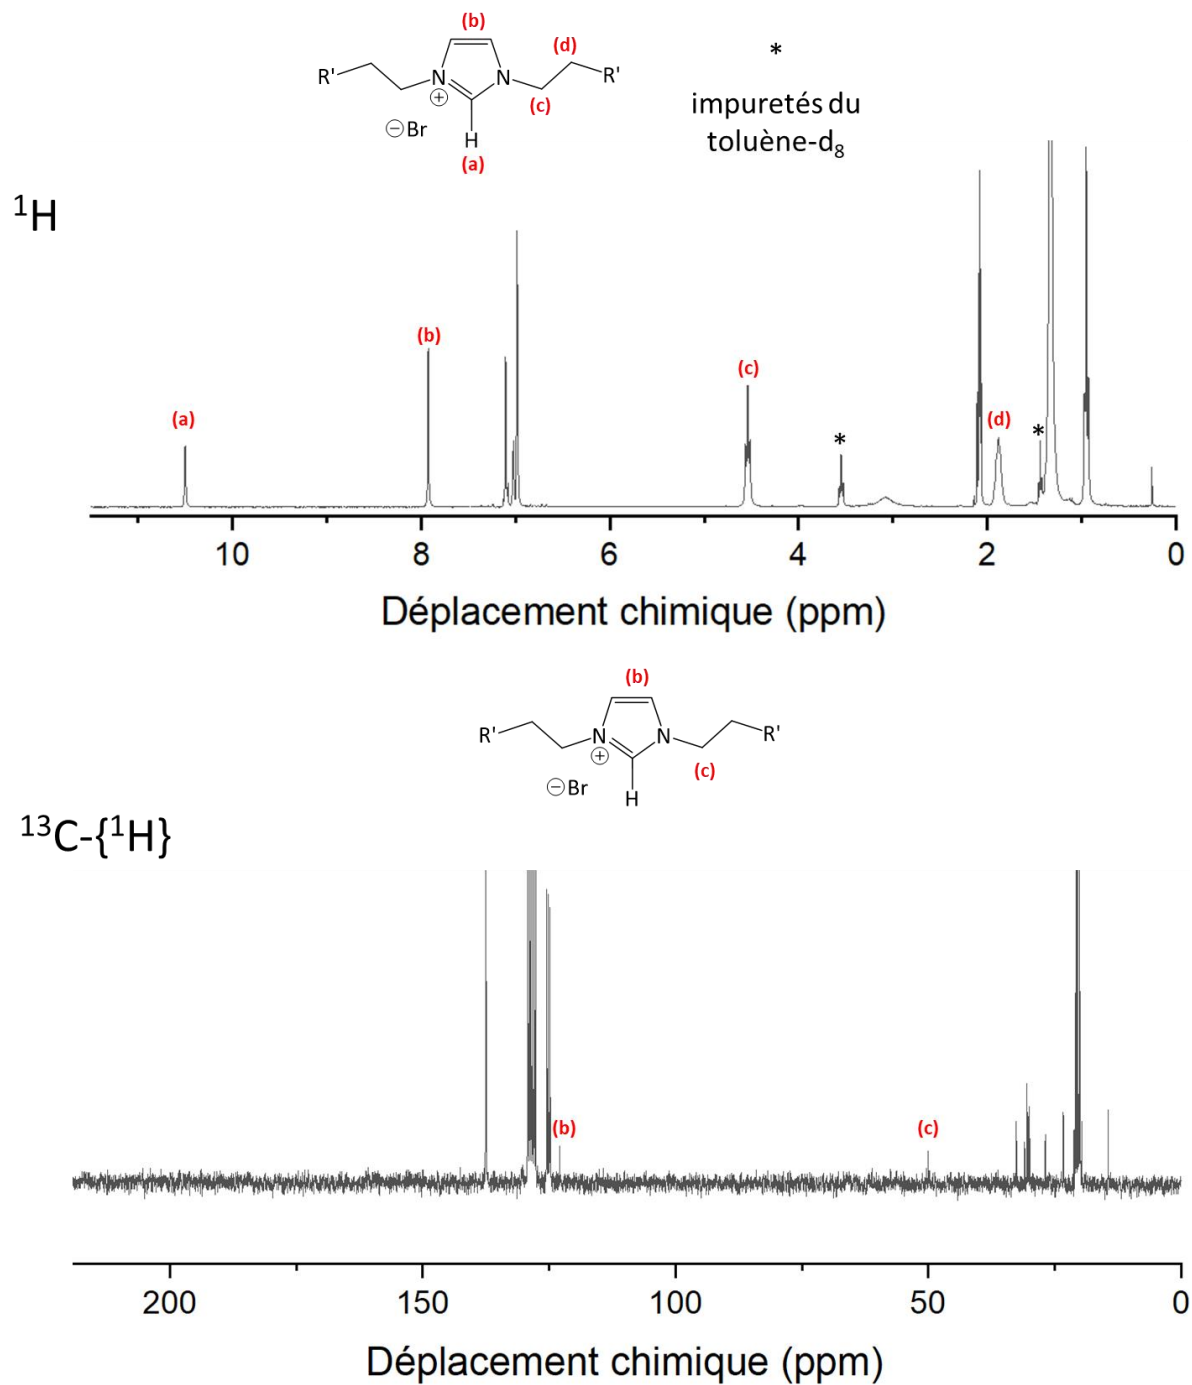 (b)
(d)
*
R'
R'
N
N
impuretés du
⊕
(c)
⊖Br
toluène-d8
H
(a)
¹H
(b)
(c)
(a)
(d)
*
*
10
8
6
4
2
0
Déplacement chimique (ppm)
(b)
R'
R'
N
N
⊕
(c)
⊖Br
H
¹³C-{¹H}
(b)
(c)
200
150
100
50
0
Déplacement chimique (ppm)